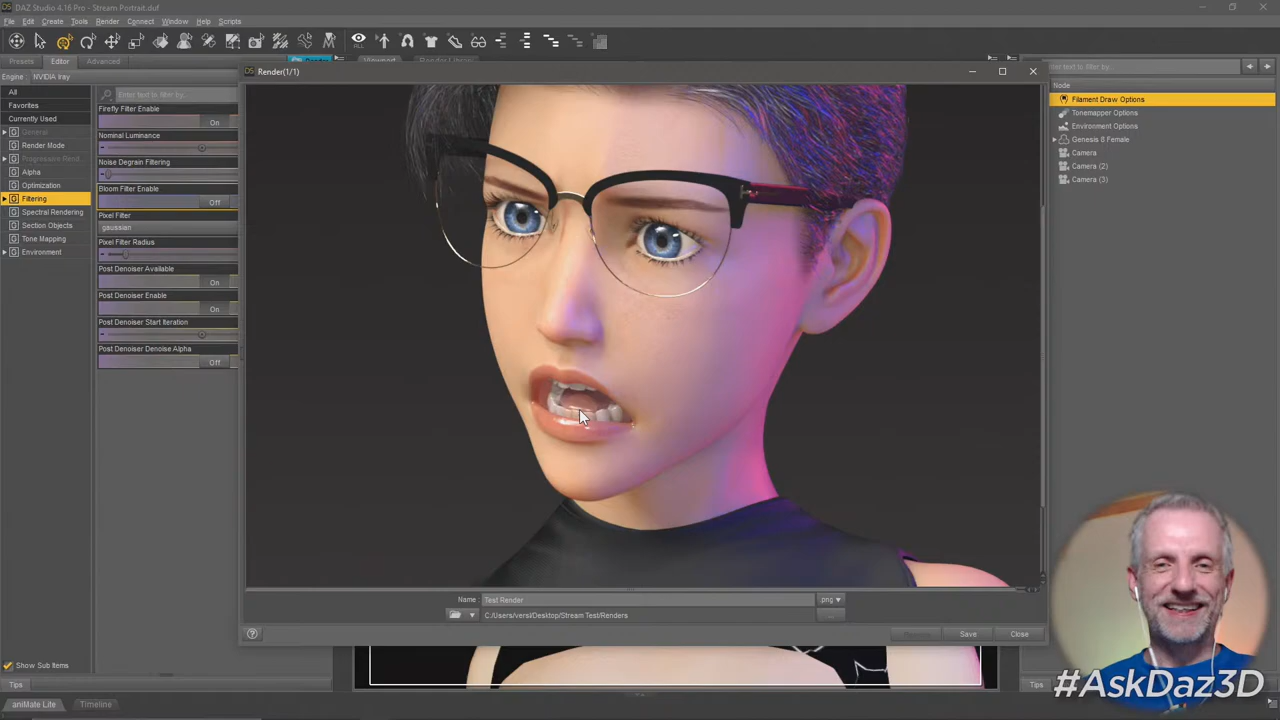 DAZ Studio 4.16 Pro - Stream Portrait.duf
File Edit Create Tools Render Connect Window Help Scripts
ALL
Presets Editor Advanced
Viewport Render Library
Engine : NVIDIA Iray
Enter text to filter by...
All
Favorites
Currently Used
General
Render Mode
Progressive Rend...
Alpha
Optimization
Filtering
Spectral Rendering
Section Objects
Tone Mapping
Environment
Firefly Filter Enable
On
Nominal Luminance
Noise Degrain Filtering
Bloom Filter Enable
Off
Pixel Filter
gaussian
Pixel Filter Radius
Post Denoiser Available
On
Post Denoiser Enable
On
Post Denoiser Start Iteration
Post Denoiser Denoise Alpha
Off
Render(1/1)
Name : Test Render png
C:/Users/versl/Desktop/Stream Test/Renders ...
? Save Close
text to filter by...
Node
Filament Draw Options
Tonemapper Options
Environment Options
Genesis 8 Female
Camera
Camera (2)
Camera (3)
Show Sub Items
Tips
Tips
aniMate Lite Timeline
#AskDaz3D